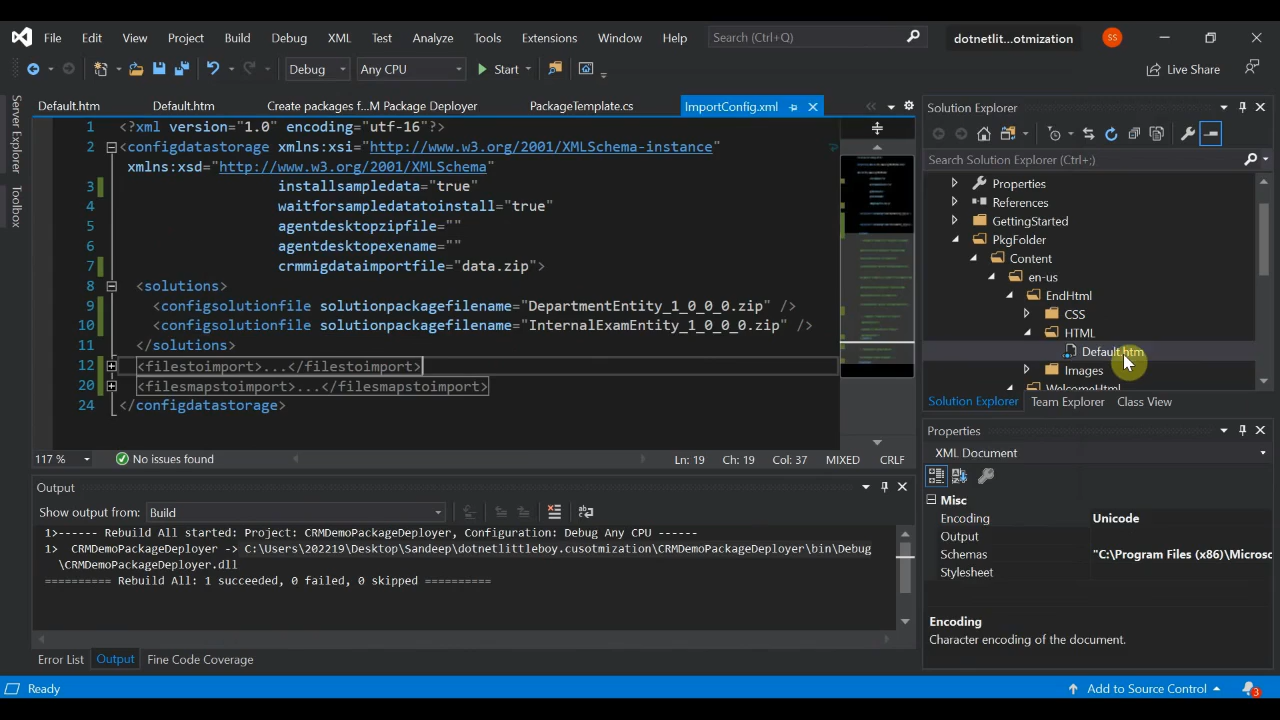 File Edit View Project Build Debug XML Test Analyze Tools Extensions Window Help Search (Ctrl+Q) dotnetlit...otmization SS
Debug Any CPU Start Live Share
Server Explorer
Toolbox
Default.htm Default.htm Create packages f...M Package Deployer PackageTemplate.cs ImportConfig.xml
1 <?xml version="1.0" encoding="utf-16"?>
2 <configdatastorage xmlns:xsi="http://www.w3.org/2001/XMLSchema-instance"
xmlns:xsd="http://www.w3.org/2001/XMLSchema"
3 installsampledata="true"
4 waitforsampledatatoinstall="true"
5 agentdesktopzipfile=""
6 agentdesktopexename=""
7 crmmigdataimportfile="data.zip">
8 <solutions>
9 <configsolutionfile solutionpackagefilename="DepartmentEntity_1_0_0_0.zip" />
10 <configsolutionfile solutionpackagefilename="InternalExamEntity_1_0_0_0.zip" />
11 </solutions>
12 <filestoimport>...</filestoimport>
20 <filesmapstoimport>...</filesmapstoimport>
24 </configdatastorage>
117 % No issues found Ln: 19 Ch: 19 Col: 37 MIXED CRLF
Output
Show output from: Build
1>------ Rebuild All started: Project: CRMDemoPackageDeployer, Configuration: Debug Any CPU ------
1> CRMDemoPackageDeployer -> C:\Users\202219\Desktop\Sandeep\dotnetlittleboy.cusotmization\CRMDemoPackageDeployer\bin\Debug
\CRMDemoPackageDeployer.dll
========== Rebuild All: 1 succeeded, 0 failed, 0 skipped ==========
Error List Output Fine Code Coverage
Solution Explorer
Search Solution Explorer (Ctrl+;)
Properties
References
GettingStarted
PkgFolder
Content
en-us
EndHtml
CSS
HTML
Default.htm
Images
WelcomeHtml
Solution Explorer Team Explorer Class View
Properties
XML Document
Misc
Encoding Unicode
Output
Schemas "C:\Program Files (x86)\Microsc
Stylesheet
Encoding
Character encoding of the document.
Ready Add to Source Control 3